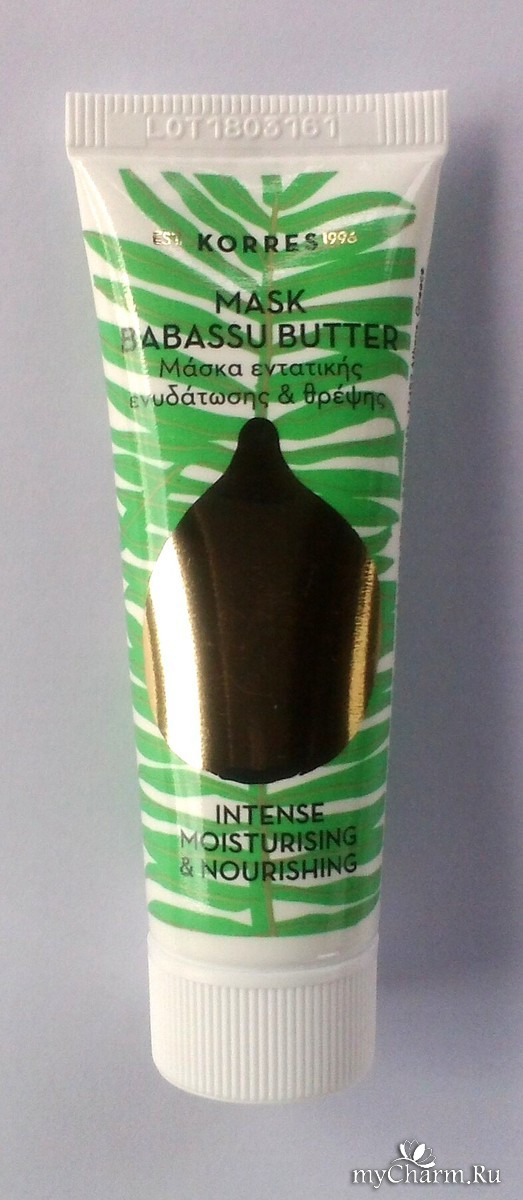 LOT1803161
EST. KORRES 1996
MASK
BABASSU BUTTER
Μάσκα εντατικής
ενυδάτωσης & θρέψης
INTENSE
MOISTURISING
& NOURISHING
myCharm.Ru